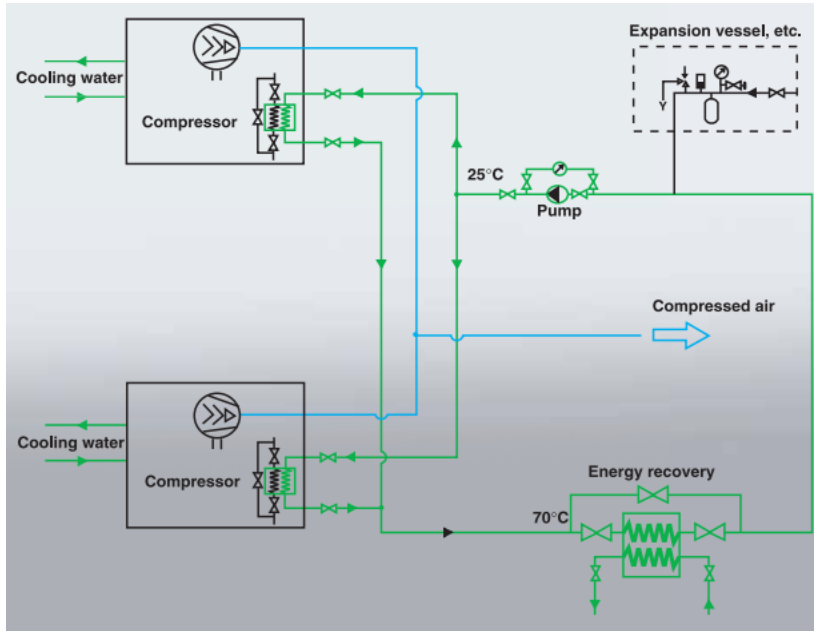 Expansion vessel, etc.
Cooling water
Compressor
Y
25°C
Pump
Compressed air
Cooling water
Compressor
Energy recovery
70°C